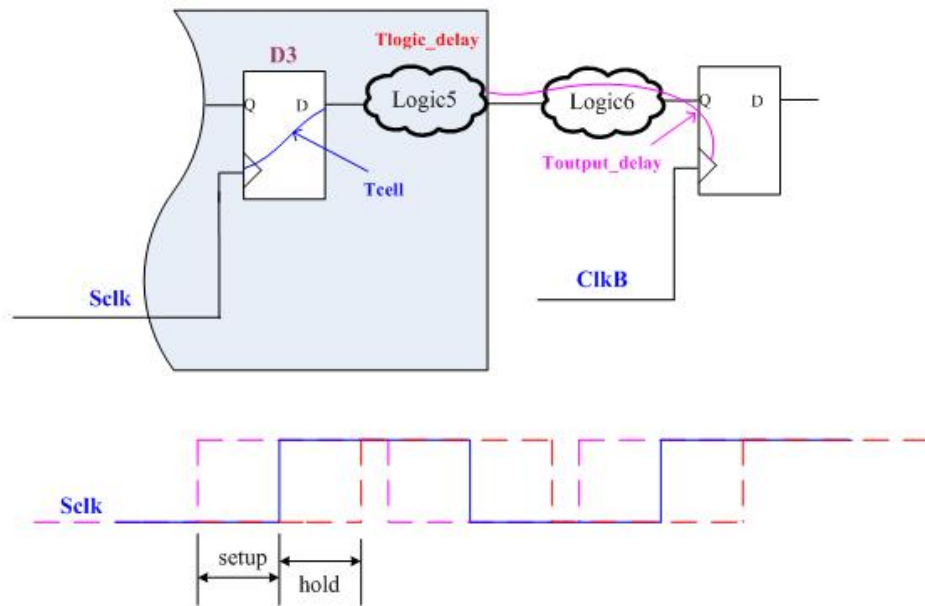 D3
Tlogic_delay
Q
D
Logic5
Logic6
Q
D
Tcell
Toutput_delay
Sclk
ClkB
Sclk
setup
hold